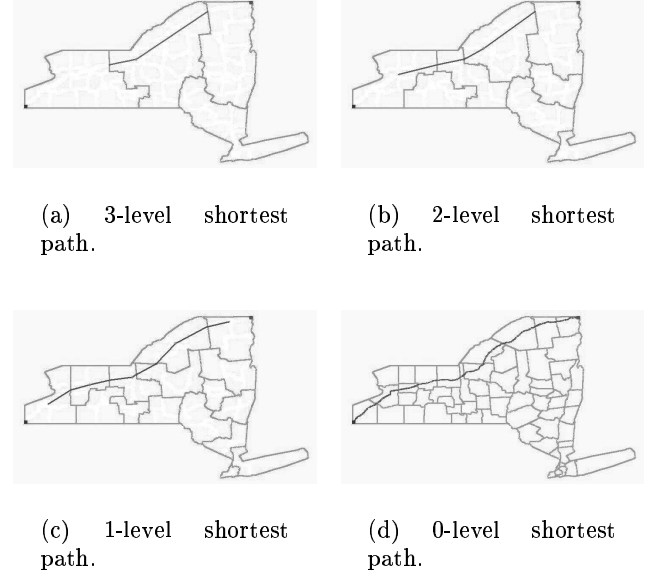 (a) 3-level shortest
path.
(b) 2-level shortest
path.
(c) 1-level shortest
path.
(d) 0-level shortest
path.